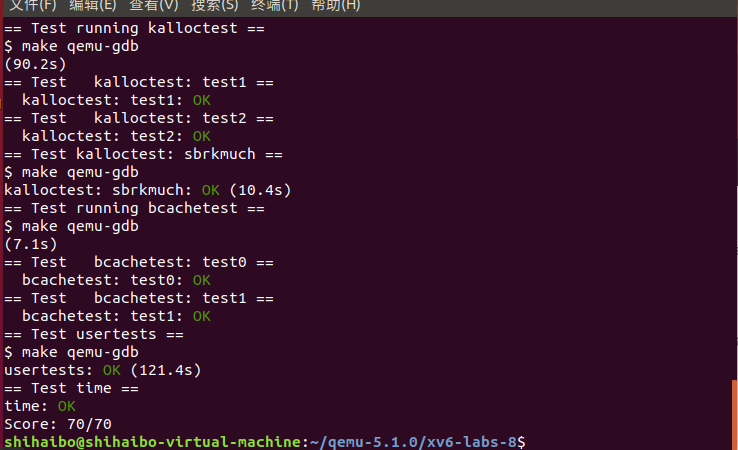 文件(F) 编辑(E) 查看(V) 搜索(S) 终端(T) 帮助(H)
== Test running kalloctest ==
$ make qemu-gdb
(90.2s)
== Test   kalloctest: test1 ==
  kalloctest: test1: OK
== Test   kalloctest: test2 ==
  kalloctest: test2: OK
== Test kalloctest: sbrkmuch ==
$ make qemu-gdb
kalloctest: sbrkmuch: OK (10.4s)
== Test running bcachetest ==
$ make qemu-gdb
(7.1s)
== Test   bcachetest: test0 ==
  bcachetest: test0: OK
== Test   bcachetest: test1 ==
  bcachetest: test1: OK
== Test usertests ==
$ make qemu-gdb
usertests: OK (121.4s)
== Test time ==
time: OK
Score: 70/70
shihaibo@shihaibo-virtual-machine:~/qemu-5.1.0/xv6-labs-8$